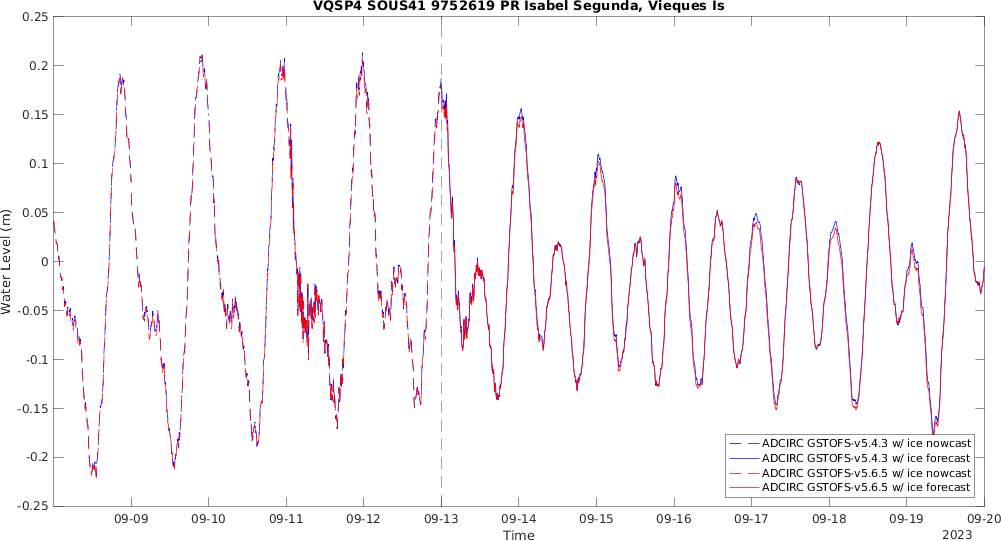 VQSP4 SOUS41 9752619 PR Isabel Segunda, Vieques Is
0.25
0.2
0.15
0.1
0.05
0
-0.05
-0.1
-0.15
-0.2
-0.25
Water Level (m)
09-09 09-10 09-11 09-12 09-13 09-14 09-15 09-16 09-17 09-18 09-19 09-20
Time
2023
ADCIRC GSTOFS-v5.4.3 w/ ice nowcast
ADCIRC GSTOFS-v5.4.3 w/ ice forecast
ADCIRC GSTOFS-v5.6.5 w/ ice nowcast
ADCIRC GSTOFS-v5.6.5 w/ ice forecast